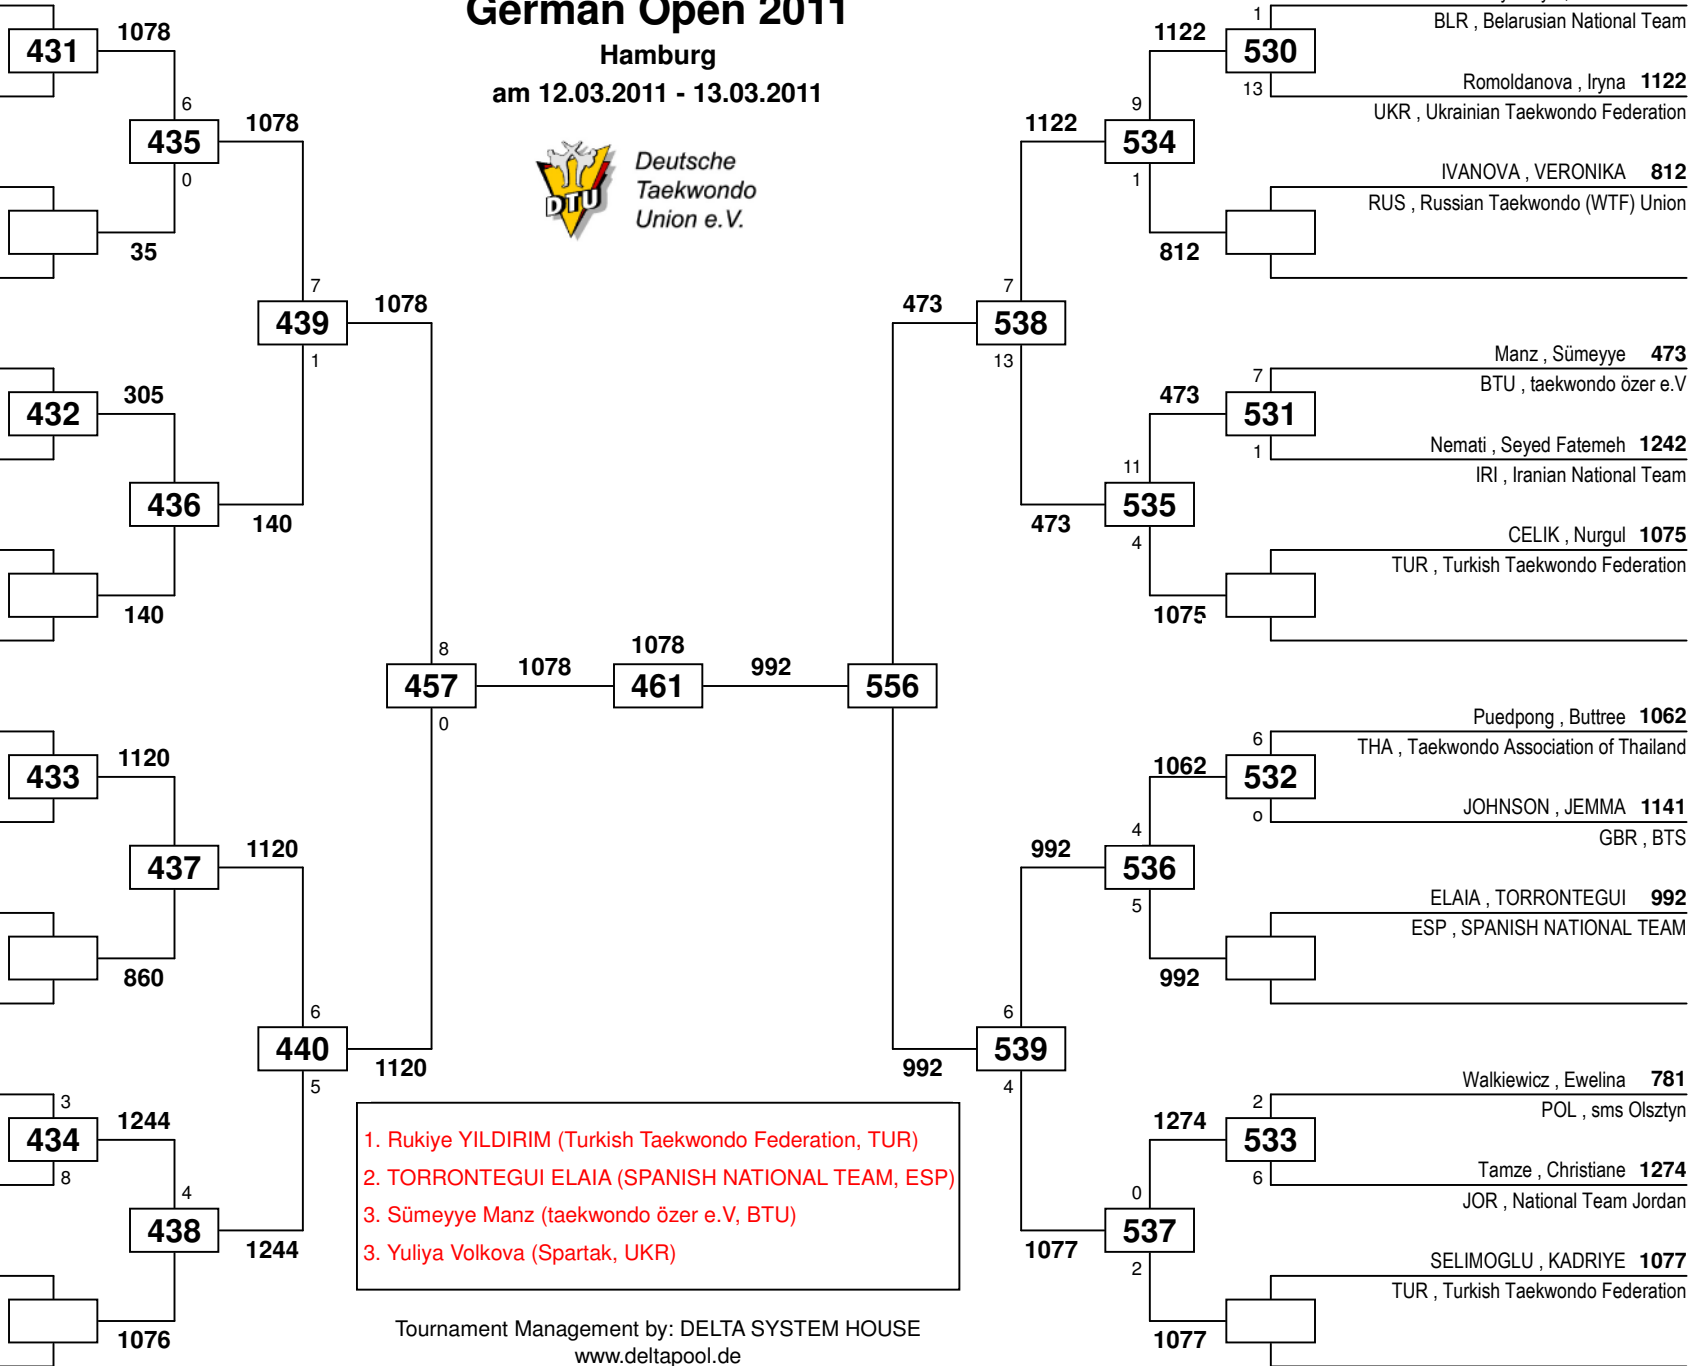 German Open 2011
Hamburg
am 12.03.2011 - 13.03.2011
DTU
Deutsche
Taekwondo
Union e.V.
431
1078
6
435
1078
0
35
7
439
1078
1
432
305
436
140
140
8
457
1078
0
1078
461
992
556
433
1120
437
1120
860
6
440
1120
5
3
434
1244
8
4
438
1244
1076
1
1122
530
BLR , Belarusian National Team
13
Romoldanova , Iryna 1122
UKR , Ukrainian Taekwondo Federation
9
1122
534
1
IVANOVA , VERONIKA 812
RUS , Russian Taekwondo (WTF) Union
812
7
473
538
13
Manz , Sümeyye 473
7
BTU , taekwondo özer e.V
473
531
Nemati , Seyed Fatemeh 1242
1
IRI , Iranian National Team
11
535
473
4
CELIK , Nurgul 1075
TUR , Turkish Taekwondo Federation
1075
Puedpong , Buttree 1062
6
THA , Taekwondo Association of Thailand
1062
532
JOHNSON , JEMMA 1141
o
GBR , BTS
4
992
536
5
ELAIA , TORRONTEGUI 992
ESP , SPANISH NATIONAL TEAM
992
6
539
992
4
Walkiewicz , Ewelina 781
2
POL , sms Olsztyn
1274
533
Tamze , Christiane 1274
6
JOR , National Team Jordan
0
537
1077
2
SELIMOGLU , KADRIYE 1077
TUR , Turkish Taekwondo Federation
1077
1. Rukiye YILDIRIM (Turkish Taekwondo Federation, TUR)
2. TORRONTEGUI ELAIA (SPANISH NATIONAL TEAM, ESP)
3. Sümeyye Manz (taekwondo özer e.V, BTU)
3. Yuliya Volkova (Spartak, UKR)
Tournament Management by: DELTA SYSTEM HOUSE
www.deltapool.de